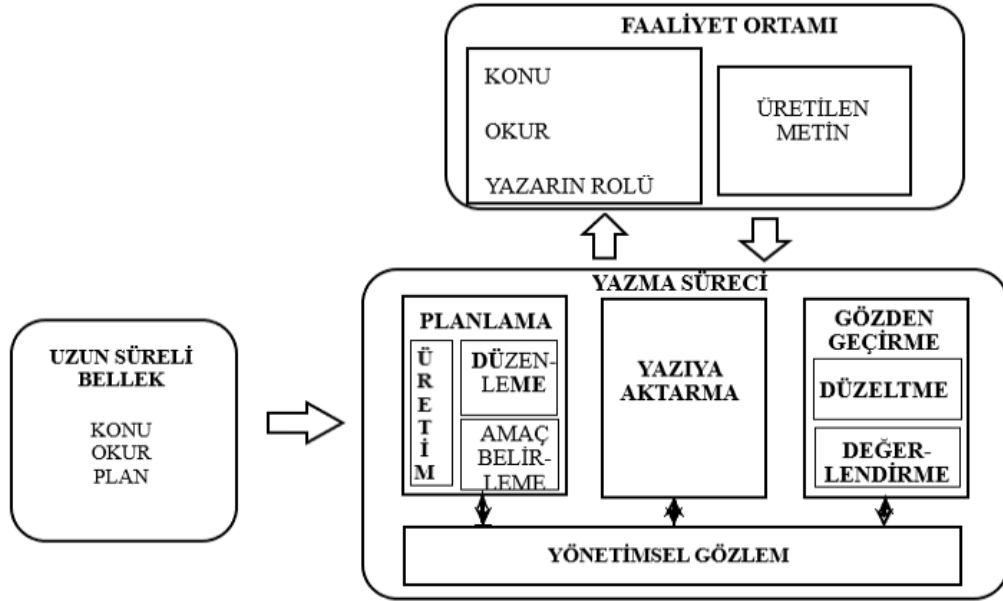 FAALİYET ORTAMI
KONU
OKUR
YAZARIN ROLÜ
ÜRETİLEN
METİN
YAZMA SÜRECİ
UZUN SÜRELİ
BELLEK
KONU
OKUR
PLAN
PLANLAMA
ÜRETİM
DÜZEN-
LEME
AMAÇ
BELİR-
LEME
YAZIYA
AKTARMA
GÖZDEN
GEÇİRME
DÜZELTME
DEĞER-
LENDİRME
YÖNETİMSEL GÖZLEM